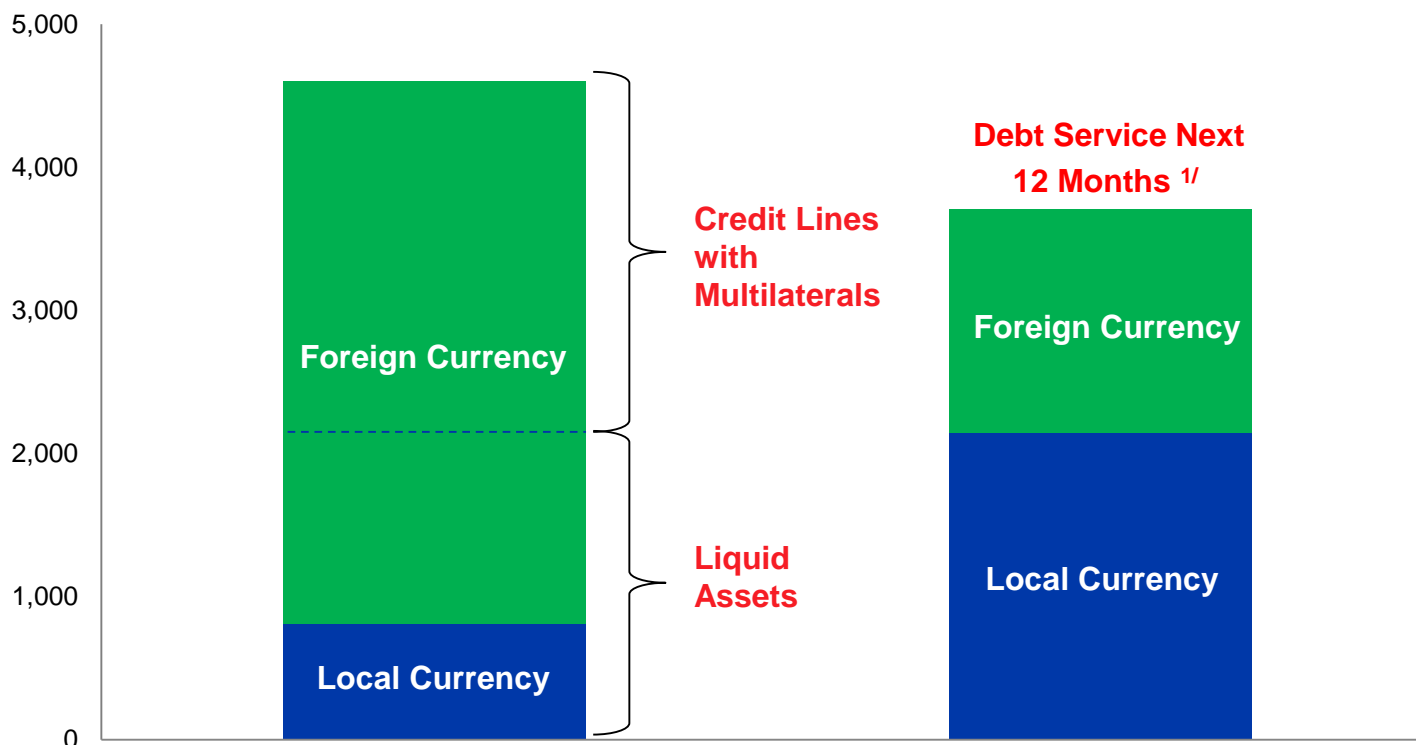 5,000
4,000
3,000
2,000
1,000
0
Foreign Currency
Local Currency
Credit Lines
with
Multilaterals
Liquid
Assets
Debt Service Next
12 Months 1/
Foreign Currency
Local Currency